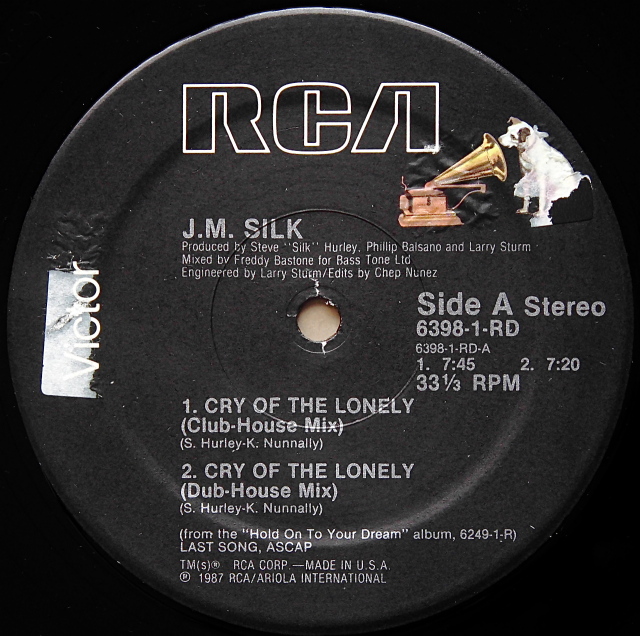 RCA
Victor
J.M. SILK
Produced by Steve "Silk" Hurley, Phillip Balsano and Larry Sturm
Mixed by Freddy Bastone for Bass Tone Ltd
Engineered by Larry Sturm/Edits by Chep Nunez
Side A Stereo
6398-1-RD
6398-1-RD-A
1. 7:45 2. 7:20
33⅓ RPM
1. CRY OF THE LONELY
(Club-House Mix)
(S. Hurley-K. Nunnally)
2. CRY OF THE LONELY
(Dub-House Mix)
(S. Hurley-K. Nunnally)
(from the "Hold On To Your Dream" album, 6249-1-R)
LAST SONG, ASCAP
TM(s)® RCA CORP.—MADE IN U.S.A.
℗ 1987 RCA/ARIOLA INTERNATIONAL